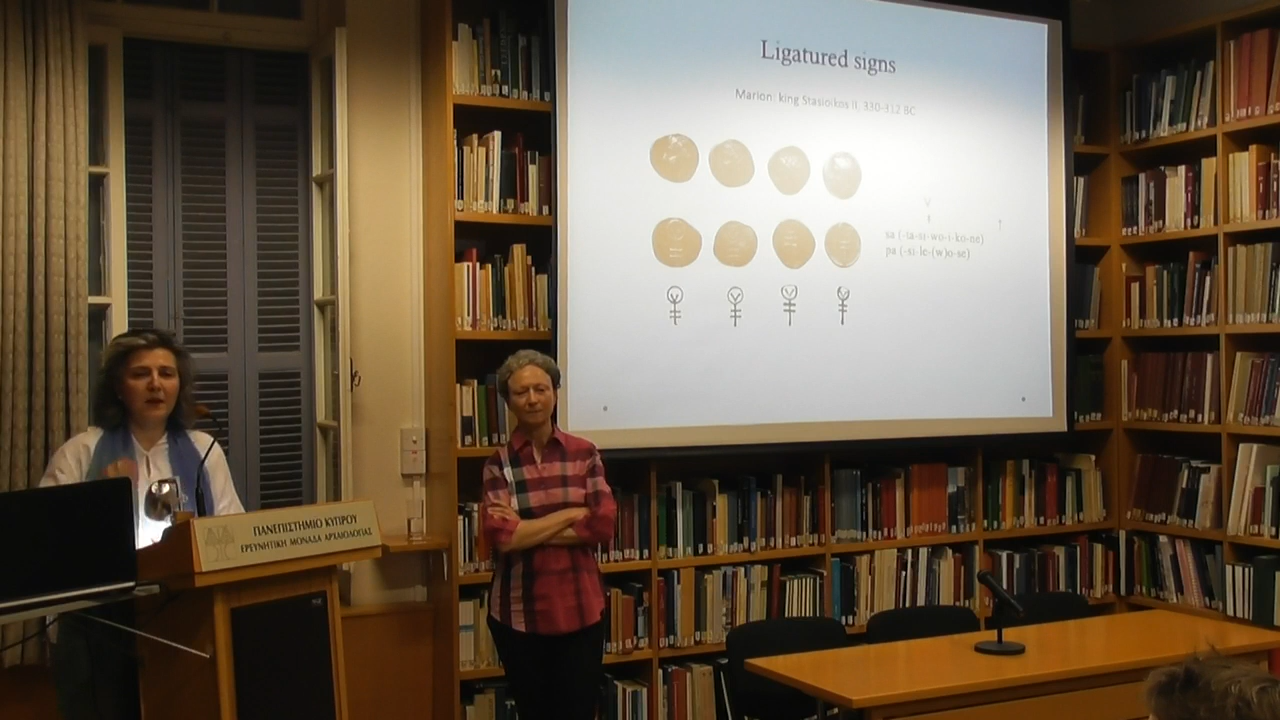 Ligatured signs
Marion: king Stasioikos II, 330-312 BC
sa (-ta-si-wo-i-ko-ne)
pa (-si-le-(w)o-se)
ΠΑΝΕΠΙΣΤΗΜΙΟ ΚΥΠΡΟΥ
ΕΡΕΥΝΗΤΙΚΗ ΜΟΝΑΔΑ ΑΡΧΑΙΟΛΟΓΙΑΣ